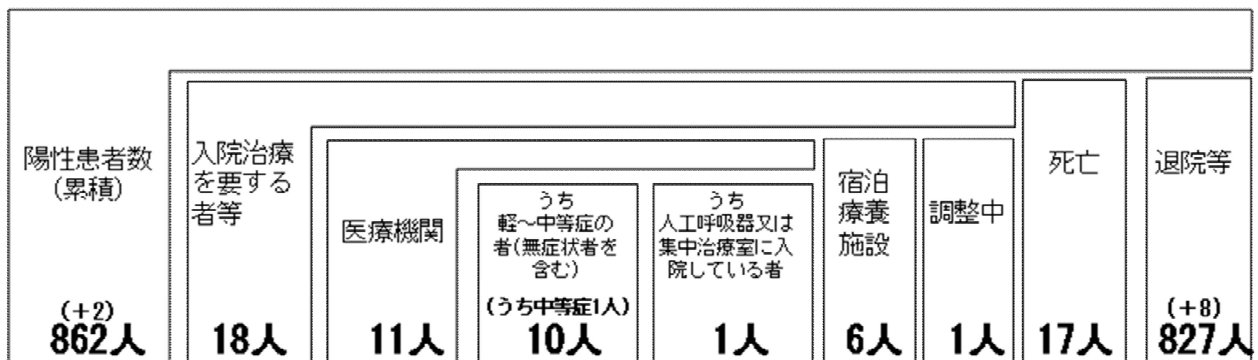 陽性患者数
(累積)
(+2)
862人
入院治療
を要する
者等
18人
医療機関
11人
うち
軽～中等症の
者(無症状者を
含む)
(うち中等症1人)
10人
うち
人工呼吸器又は
集中治療室に入
院している者
1人
宿泊
療養
施設
6人
調整中
1人
死亡
17人
退院等
(+8)
827人